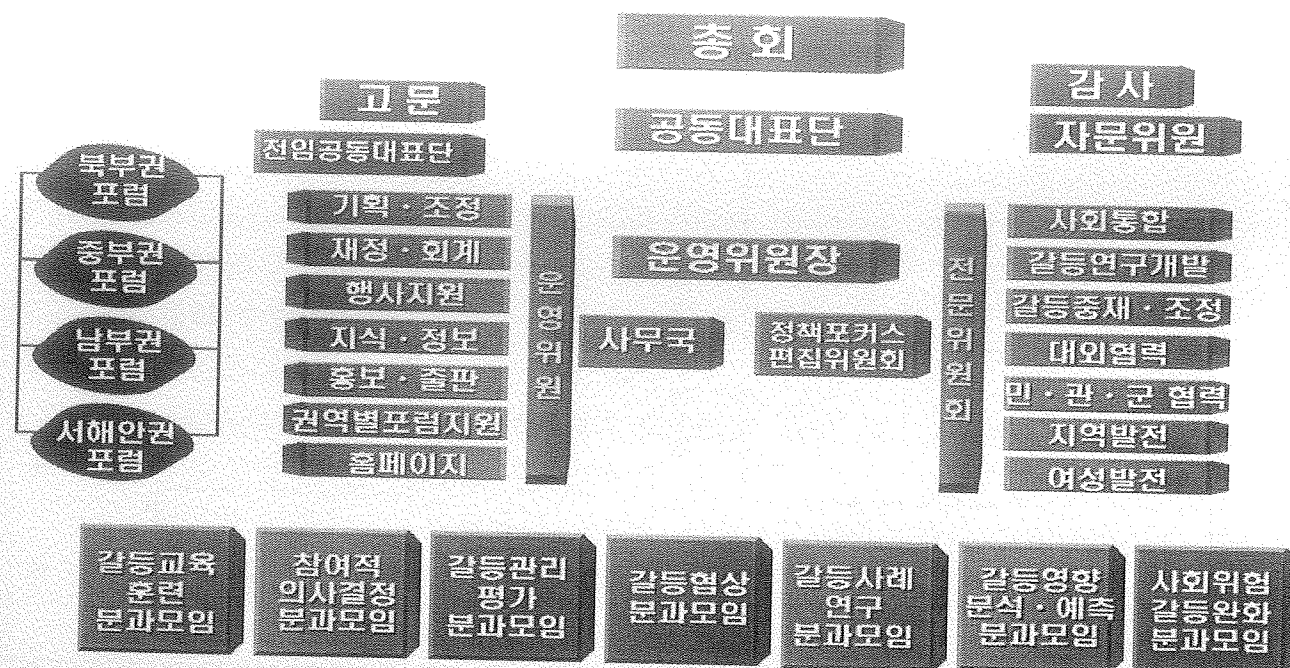 총 회
고 문
감 사
공동대표단
전임공동대표단
자문위원
북부권
포럼
중부권
포럼
남부권
포럼
서해안권
포럼
기획 · 조정
재정 · 회계
행사지원
지식 · 정보
홍보 · 출판
권역별포럼지원
홈페이지
운영위원
운영위원장
사무국
정책포커스
편집위원회
전문위원회
사회통합
갈등연구개발
갈등중재 · 조정
대외협력
민 · 관 · 군 협력
지역발전
여성발전
갈등교육
훈련
분과모임
참여적
의사결정
분과모임
갈등관리
평가
분과모임
갈등협상
분과모임
갈등사례
연구
분과모임
갈등영향
분석 · 예측
분과모임
사회위험
갈등완화
분과모임